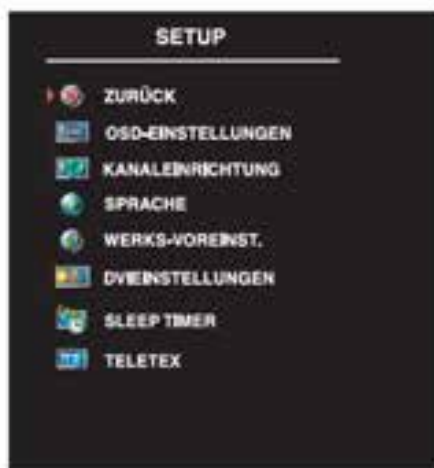 SETUP
ZURÜCK
OSD-EINSTELLUNGEN
KANALEINRICHTUNG
SPRACHE
WERKS-VOREINST.
DVIEINSTELLUNGEN
SLEEP TIMER
TELETEX